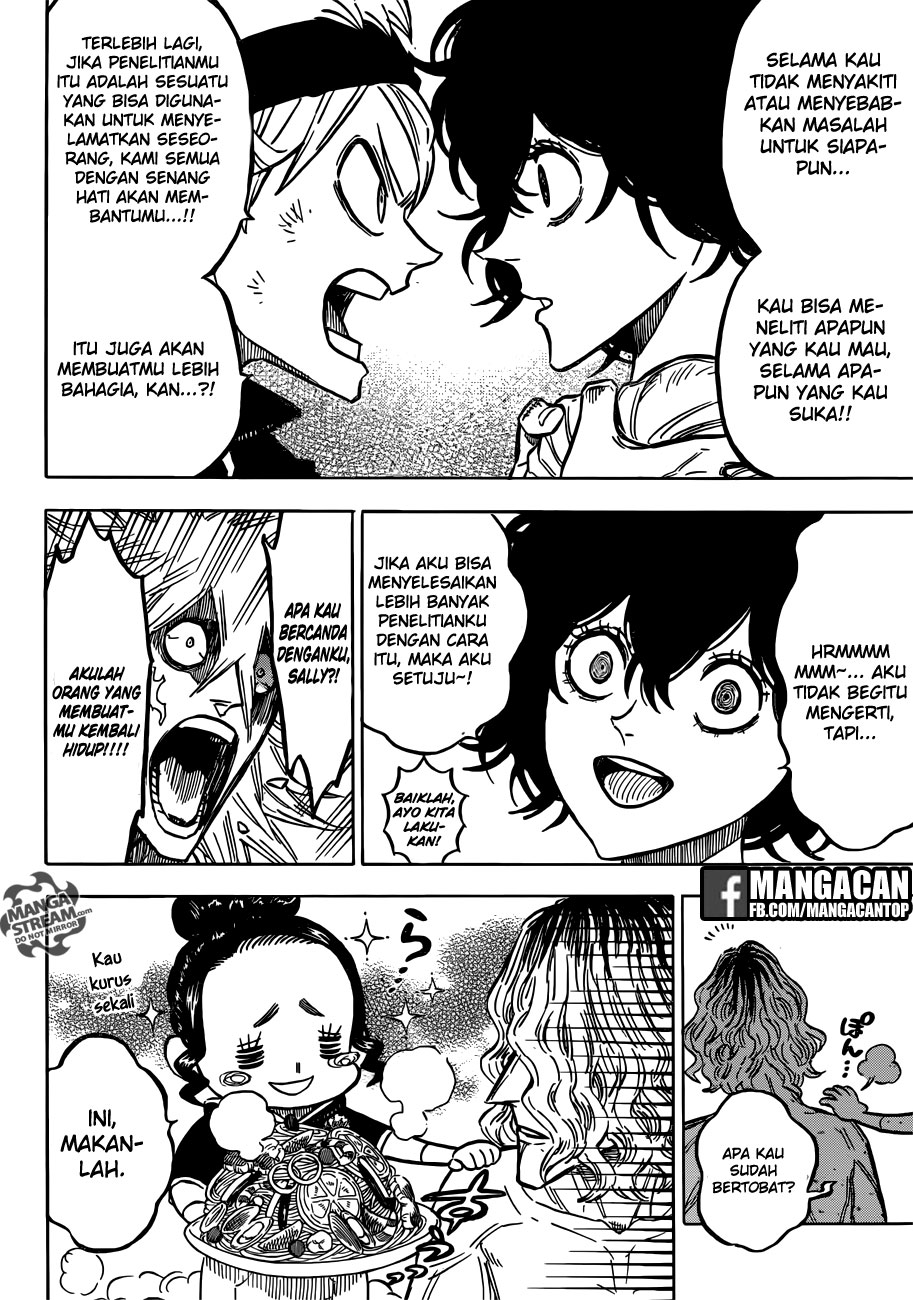 SELAMA KAU
TIDAK MENYAKITI
ATAU MENYEBAB-
KAN MASALAH
UNTUK SIAPA-
PUN...
KAU BISA ME-
NELITI APAPUN
YANG KAU MAU,
SELAMA APA-
PUN YANG KAU
SUKA!!
TERLEBIH LAGI,
JIKA PENELITIANMU
ITU ADALAH SESUATU
YANG BISA DIGUNA-
KAN UNTUK MENYE-
LAMATKAN SESEO-
RANG, KAMI SEMUA
DENGAN SENANG
HATI AKAN MEM-
BANTUMU...!!
ITU JUGA AKAN
MEMBUATMU LEBIH
BAHAGIA, KAN...?!
HRMMMM
MMM~... AKU
TIDAK BEGITU
MENGERTI,
TAPI...
JIKA AKU BISA
MENYELESAIKAN
LEBIH BANYAK
PENELITIANKU
DENGAN CARA
ITU, MAKA AKU
SETUJU~!
BAIKLAH,
AYO KITA
LAKU-
KAN!
APA KAU
BERCANDA
DENGANKU,
SALLY?!
AKULAH
ORANG YANG
MEMBUAT-
MU KEMBALI
HIDUP!!!!
MANGACAN
FB.COM/MANGACANTOP
ぽん…
APA KAU
SUDAH
BERTOBAT?
MANGA
STREAM.com
DO NOT MIRROR
Kau
kurus
sekali
INI,
MAKAN-
LAH.